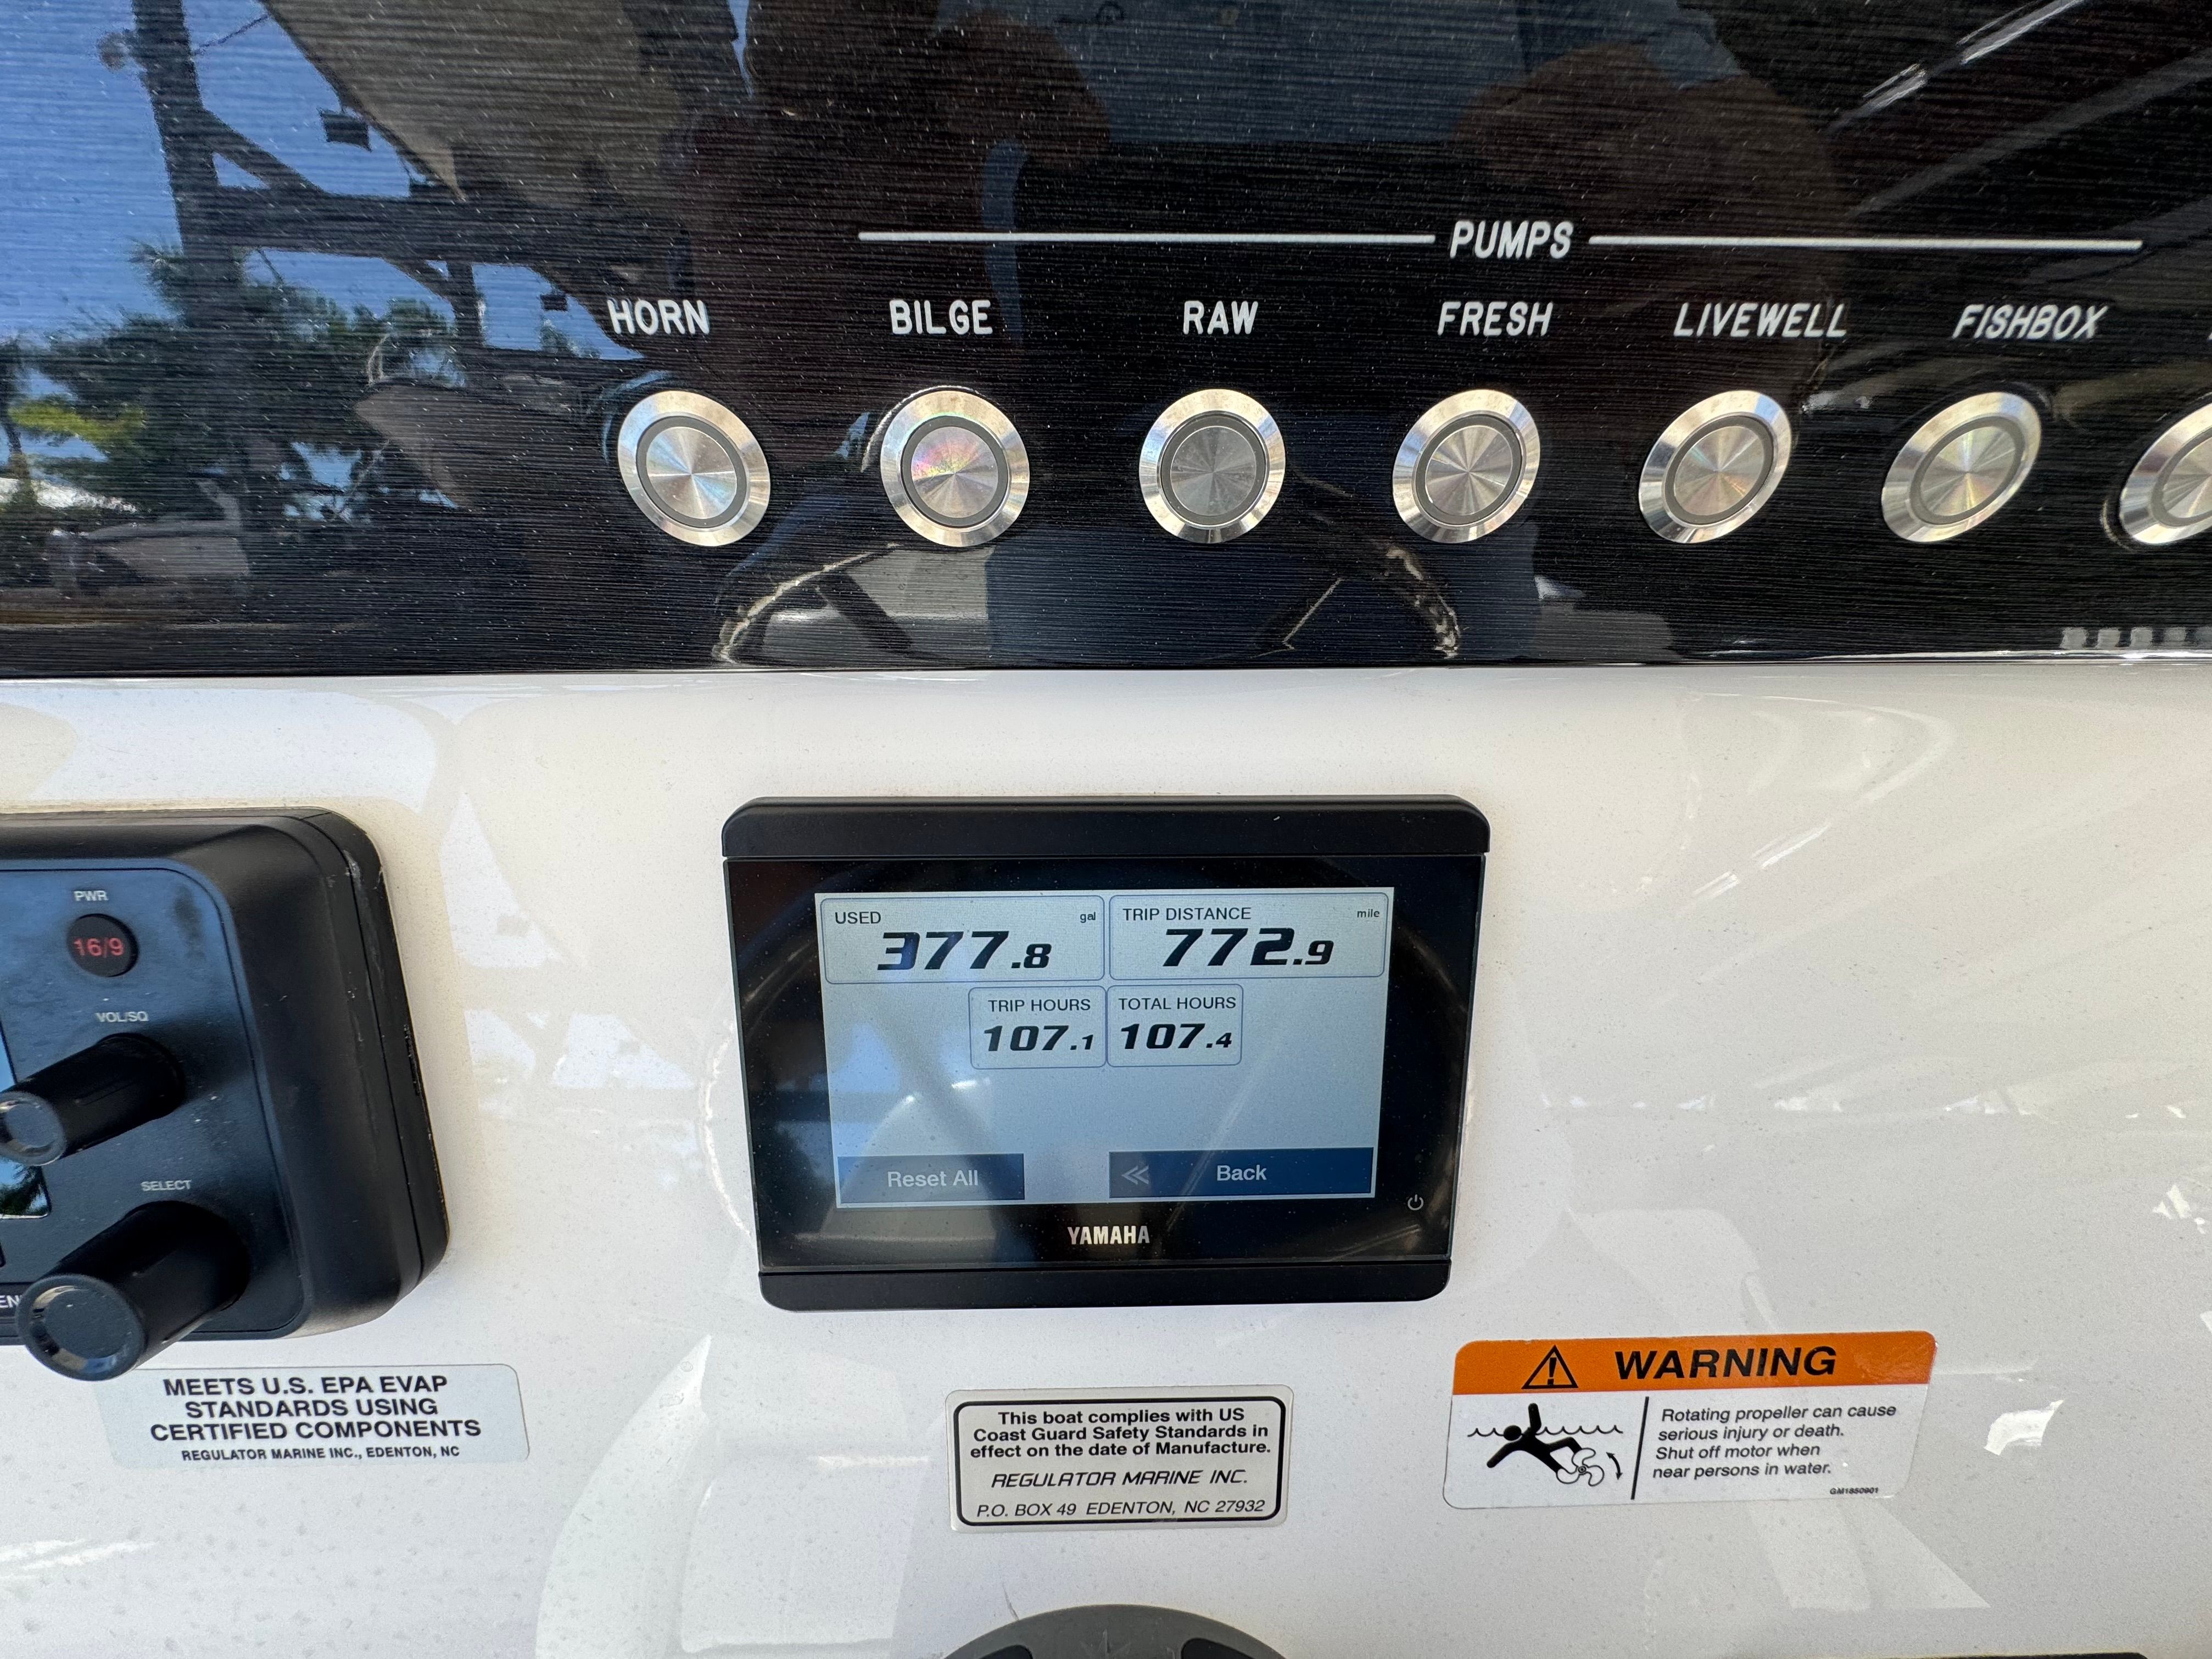 PUMPS
HORN BILGE RAW FRESH LIVEWELL FISHBOX
PWR
16/9
VOL/SQ
SELECT
USED gal TRIP DISTANCE mile
377.8 772.9
TRIP HOURS TOTAL HOURS
107.1 107.4
Reset All Back
YAMAHA
MEETS U.S. EPA EVAP
STANDARDS USING
CERTIFIED COMPONENTS
REGULATOR MARINE INC., EDENTON, NC
This boat complies with US
Coast Guard Safety Standards in
effect on the date of Manufacture.
REGULATOR MARINE INC.
P.O. BOX 49 EDENTON, NC 27932
WARNING
Rotating propeller can cause
serious injury or death.
Shut off motor when
near persons in water.
GM1850901